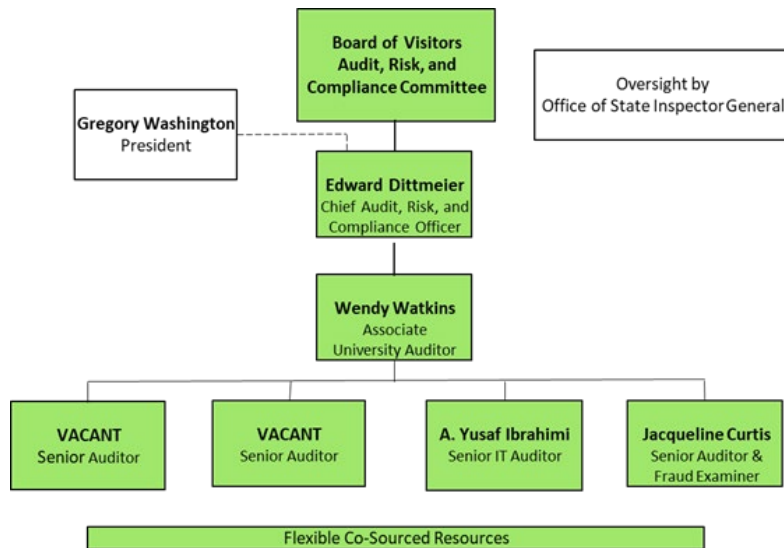 Board of Visitors
Audit, Risk, and
Compliance Committee
Oversight by
Office of State Inspector General
Gregory Washington
President
Edward Dittmeier
Chief Audit, Risk, and
Compliance Officer
Wendy Watkins
Associate
University Auditor
VACANT
Senior Auditor
VACANT
Senior Auditor
A. Yusaf Ibrahimi
Senior IT Auditor
Jacqueline Curtis
Senior Auditor &
Fraud Examiner
Flexible Co-Sourced Resources